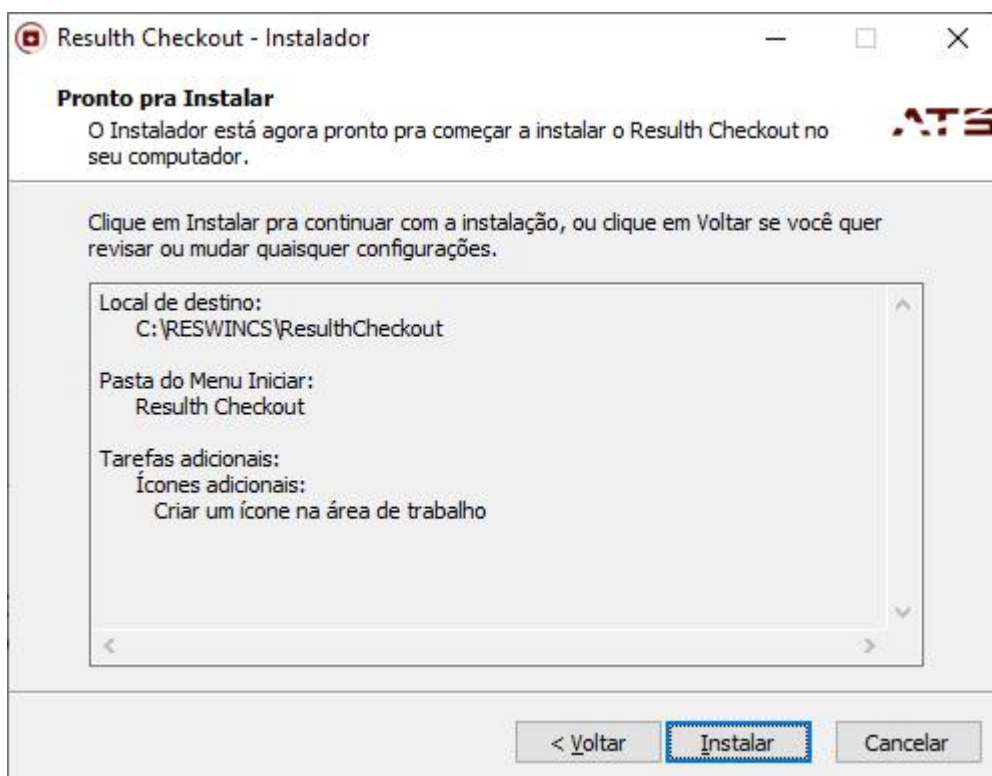 Resulth Checkout - Instalador
Pronto pra Instalar
O Instalador está agora pronto pra começar a instalar o Resulth Checkout no
seu computador.
ATS
Clique em Instalar pra continuar com a instalação, ou clique em Voltar se você quer
revisar ou mudar quaisquer configurações.
Local de destino:
C:\RESWINCS\ResulthCheckout
Pasta do Menu Iniciar:
Resulth Checkout
Tarefas adicionais:
Ícones adicionais:
Criar um ícone na área de trabalho
< Voltar
Instalar
Cancelar